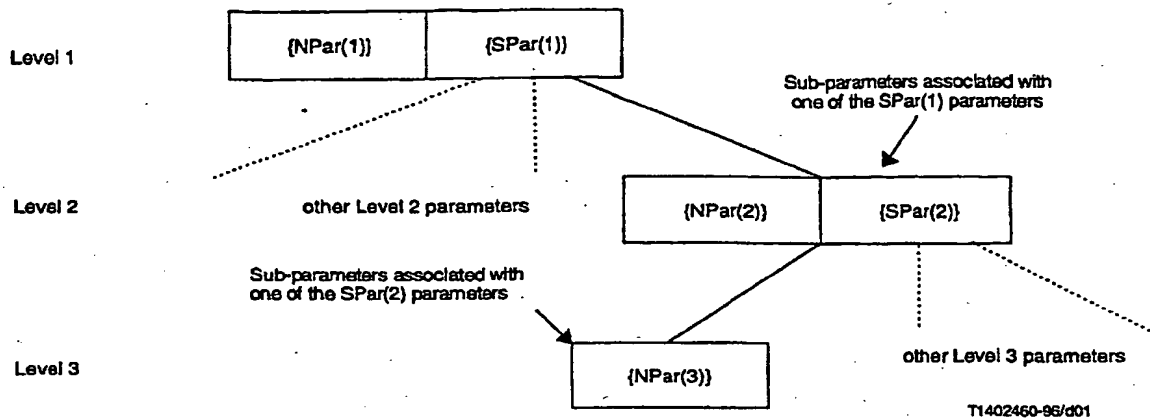 Level 1
{NPar(1)}
{SPar(1)}
Sub-parameters associated with
one of the SPar(1) parameters
Level 2
other Level 2 parameters
{NPar(2)}
{SPar(2)}
Sub-parameters associated with
one of the SPar(2) parameters
Level 3
{NPar(3)}
other Level 3 parameters
T1402460-96/d01